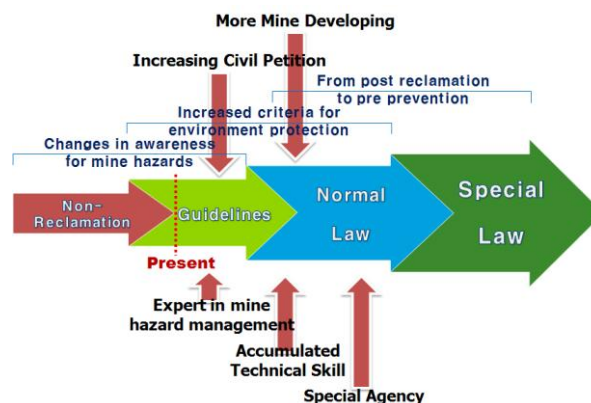 More Mine Developing
Increasing Civil Petition
From post reclamation
to pre prevention
Increased criteria for
environment protection
Changes in awareness
for mine hazards
Non-
Reclamation
Guidelines
Normal
Law
Special
Law
Present
Expert in mine
hazard management
Accumulated
Technical Skill
Special Agency